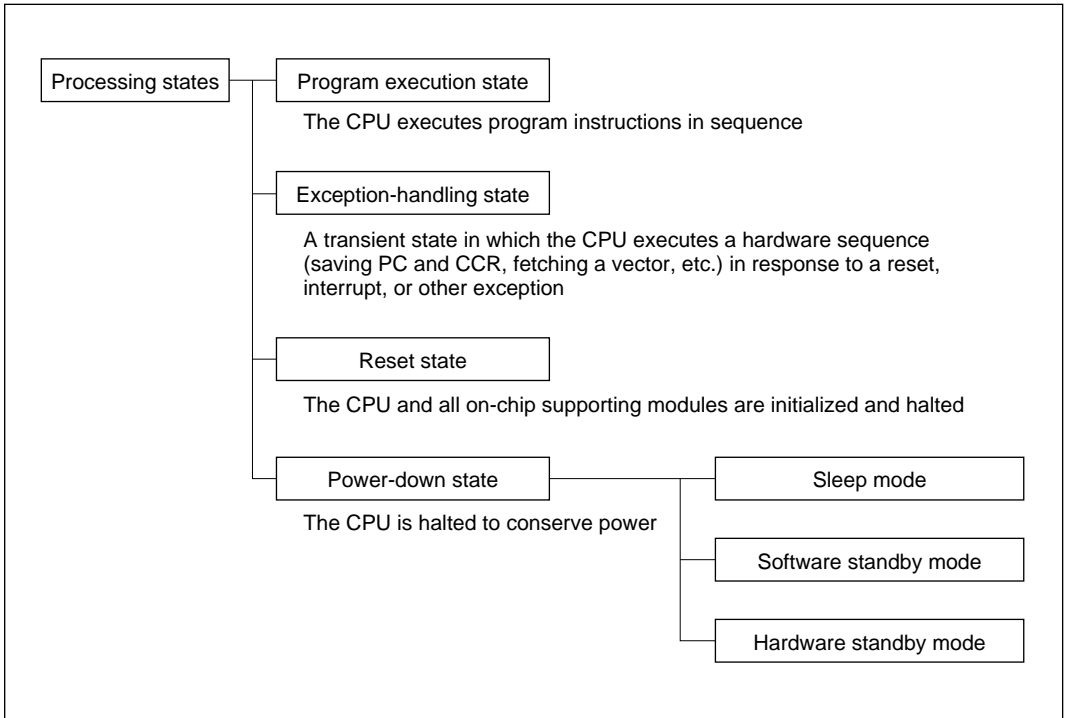 Processing states
Program execution state
The CPU executes program instructions in sequence
Exception-handling state
A transient state in which the CPU executes a hardware sequence
(saving PC and CCR, fetching a vector, etc.) in response to a reset,
interrupt, or other exception
Reset state
The CPU and all on-chip supporting modules are initialized and halted
Power-down state
Sleep mode
The CPU is halted to conserve power
Software standby mode
Hardware standby mode